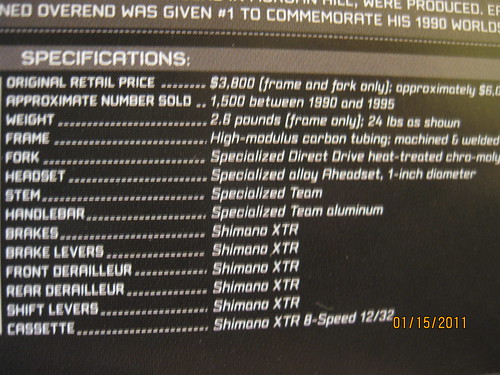 NED OVEREND WAS GIVEN #1 TO COMMEMORATE HIS 1990 WORLDS
SPECIFICATIONS:
ORIGINAL RETAIL PRICE ........ $3,800 (frame and fork only); approximately $6,0
APPROXIMATE NUMBER SOLD .. 1,500 between 1990 and 1995
WEIGHT ........................ 2.8 pounds (frame only); 24 lbs as shown
FRAME ........................ High-modulus carbon tubing; machined & welded
FORK ........................ Specialized Direct Drive heat-treated chro-moly
HEADSET ........................ Specialized alloy Aheadset, 1-inch diameter
STEM ........................ Specialized Team
HANDLEBAR ........................ Specialized Team aluminum
BRAKES ........................ Shimano XTR
BRAKE LEVERS ................ Shimano XTR
FRONT DERAILLEUR ............ Shimano XTR
REAR DERAILLEUR ............ Shimano XTR
SHIFT LEVERS ................ Shimano XTR
CASSETTE ........................ Shimano XTR 8-Speed 12/32
01/15/2011